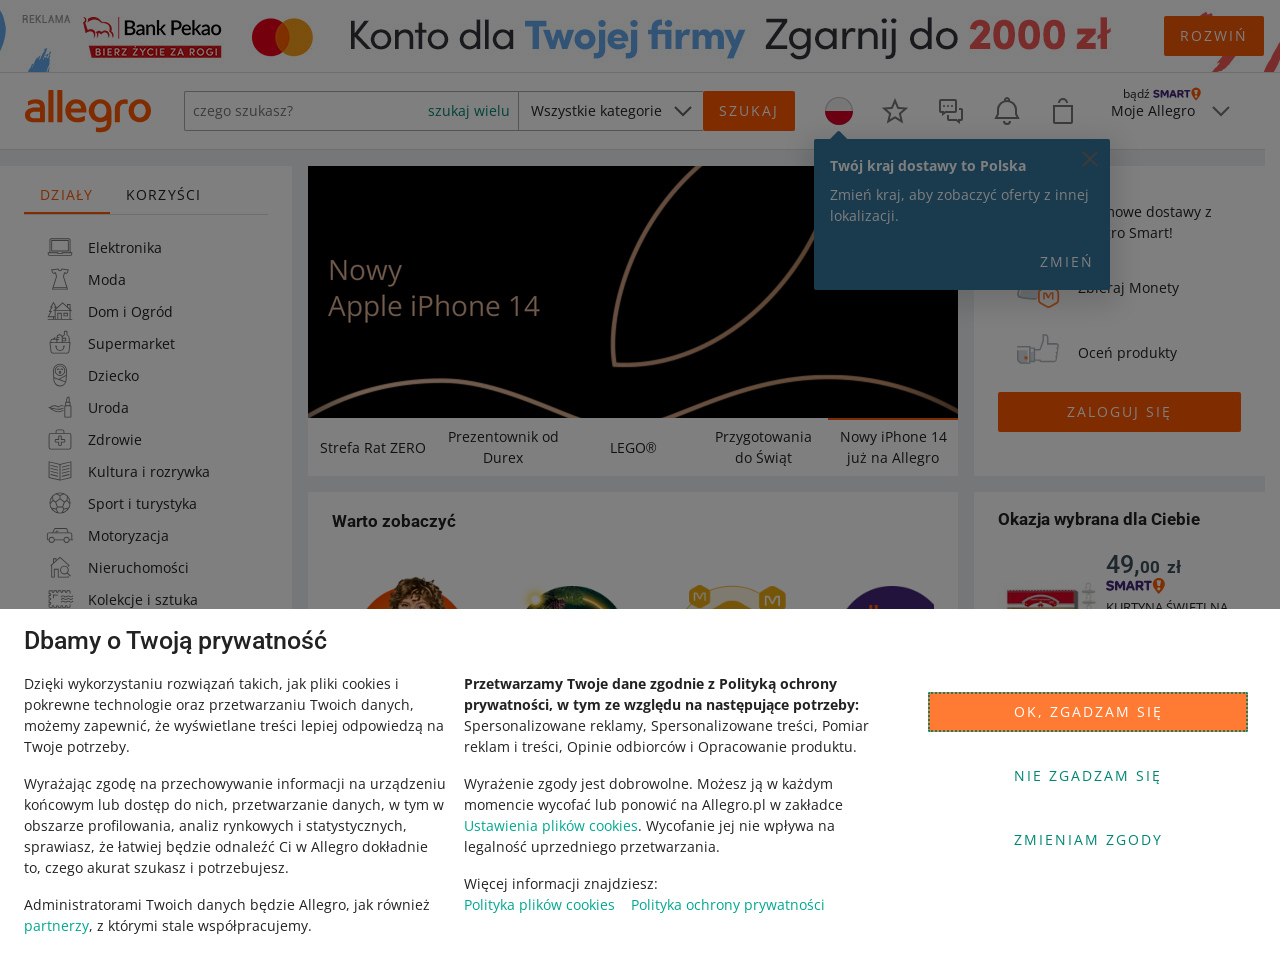 REKLAMA
Bank Pekao
BIERZ ŻYCIE ZA ROGI
Konto dla Twojej firmy
Zgarnij do 2000 zł
ROZWIŃ
allegro
czego szukasz?
szukaj wielu
Wszystkie kategorie
SZUKAJ
bądź SMART!
Moje Allegro
Twój kraj dostawy to Polska
Zmień kraj, aby zobaczyć oferty z innej
lokalizacji.
ZMIEŃ
DZIAŁY
KORZYŚCI
Elektronika
Moda
Dom i Ogród
Supermarket
Dziecko
Uroda
Zdrowie
Kultura i rozrywka
Sport i turystyka
Motoryzacja
Nieruchomości
Kolekcje i sztuka
Nowy
Apple iPhone 14
Strefa Rat ZERO
Prezentownik od
Durex
LEGO®
Przygotowania
do Świąt
Nowy iPhone 14
już na Allegro
dostawy z
Smart!
Zbieraj Monety
Oceń produkty
ZALOGUJ SIĘ
Warto zobaczyć
Okazja wybrana dla Ciebie
49,00 zł
SMART!
KURTYNA ŚWIETLNA
Dbamy o Twoją prywatność
Dzięki wykorzystaniu rozwiązań takich, jak pliki cookies i
pokrewne technologie oraz przetwarzaniu Twoich danych,
możemy zapewnić, że wyświetlane treści lepiej odpowiedzą na
Twoje potrzeby.
Wyrażając zgodę na przechowywanie informacji na urządzeniu
końcowym lub dostęp do nich, przetwarzanie danych, w tym w
obszarze profilowania, analiz rynkowych i statystycznych,
sprawiasz, że łatwiej będzie odnaleźć Ci w Allegro dokładnie
to, czego akurat szukasz i potrzebujesz.
Administratorami Twoich danych będzie Allegro, jak również
partnerzy, z którymi stale współpracujemy.
Przetwarzamy Twoje dane zgodnie z Polityką ochrony
prywatności, w tym ze względu na następujące potrzeby:
Spersonalizowane reklamy, Spersonalizowane treści, Pomiar
reklam i treści, Opinie odbiorców i Opracowanie produktu.
Wyrażenie zgody jest dobrowolne. Możesz ją w każdym
momencie wycofać lub ponowić na Allegro.pl w zakładce
Ustawienia plików cookies. Wycofanie jej nie wpływa na
legalność uprzedniego przetwarzania.
Więcej informacji znajdziesz:
Polityka plików cookies
Polityka ochrony prywatności
OK, ZGADZAM SIĘ
NIE ZGADZAM SIĘ
ZMIENIAM ZGODY